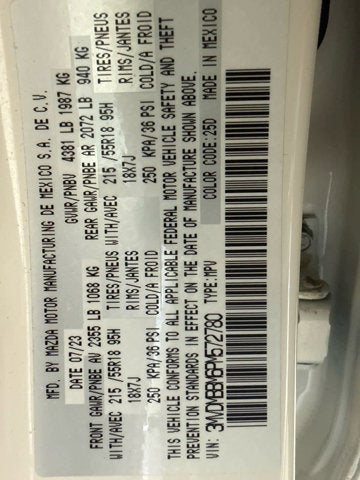 MFD. BY MAZDA MOTOR MANUFACTURING DE MEXICO S.A. DE C.V.
DATE 07/23 GVWR/PNBV 4381 LB 1987 KG
FRONT GAWR/PNBE AV 2355 LB 1068 KG REAR GAWR/PNBE AR 2072 LB 940 KG
WITH/AVEC 215 /55R18 95H TIRES/PNEUS WITH/AVEC 215 /55R18 95H TIRES/PNEUS
18X7J RIMS/JANTES 18X7J RIMS/JANTES
250 KPA/36 PSI COLD/A FROID 250 KPA/36 PSI COLD/A FROID
THIS VEHICLE CONFORMS TO ALL APPLICABLE FEDERAL MOTOR VEHICLE SAFETY AND THEFT
PREVENTION STANDARDS IN EFFECT ON THE DATE OF MANUFACTURE SHOWN ABOVE.
VIN: 3MVDMBBM6PM572780 TYPE:MPV COLOR CODE:25D MADE IN MEXICO